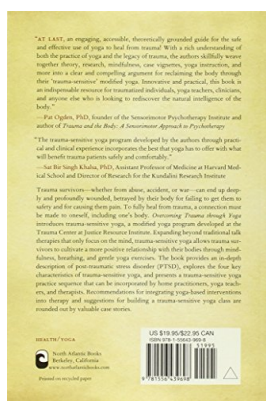 "AT LAST, an engaging, accessible, theoretically grounded guide for the safe
and effective use of yoga to heal from trauma! With a rich understanding of
both the practice of yoga and the legacy of trauma, the authors skillfully weave
together theory, research, mindfulness, case vignettes, yoga instruction, and
more into a clear and compelling argument for reclaiming the body through
their 'trauma-sensitive' modified yoga. Innovative and practical, this book is
an indispensable resource for traumatized individuals, yoga teachers, clinicians,
and anyone else who is looking to rediscover the natural intelligence of the
body."
—Pat Ogden, PhD, founder of the Sensorimotor Psychotherapy Institute and
author of Trauma and the Body: A Sensorimotor Approach to Psychotherapy
"The trauma-sensitive yoga program developed by the authors through practi-
cal and clinical experience incorporates the best that yoga has to offer with what
will benefit trauma patients safely and comfortably."
—Sat Bir Singh Khalsa, PhD, Assistant Professor of Medicine at Harvard Med-
ical School and Director of Research for the Kundalini Research Institute
Trauma survivors—whether from abuse, accident, or war—can end up deep-
ly and profoundly wounded, betrayed by their body for failing to get them to
safety and for causing them pain. To fully heal from trauma, a connection must
be made to oneself, including one's body. Overcoming Trauma through Yoga
introduces trauma-sensitive yoga, a modified yoga program developed at the
Trauma Center at Justice Resource Institute. Expanding beyond traditional talk
therapies that only focus on the mind, trauma-sensitive yoga allows trauma sur-
vivors to cultivate a more positive relationship with their bodies through mind-
fulness, breathing, and gentle yoga exercises. The book provides an in-depth
description of post-traumatic stress disorder (PTSD), explores the four key
characteristics of trauma-sensitive yoga, and presents a trauma-sensitive yoga
practice sequence that can be incorporated by home practitioners, yoga teach-
ers, and therapists. Recommendations for integrating yoga-based interventions
into therapy and suggestions for building a trauma-sensitive yoga class are
rounded out by valuable case stories.
HEALTH/YOGA
North Atlantic Books
Berkeley, California
www.northatlanticbooks.com
Printed on recycled paper
US $19.95/$22.95 CAN
ISBN 978-1-55643-969-8
9 781556 439698